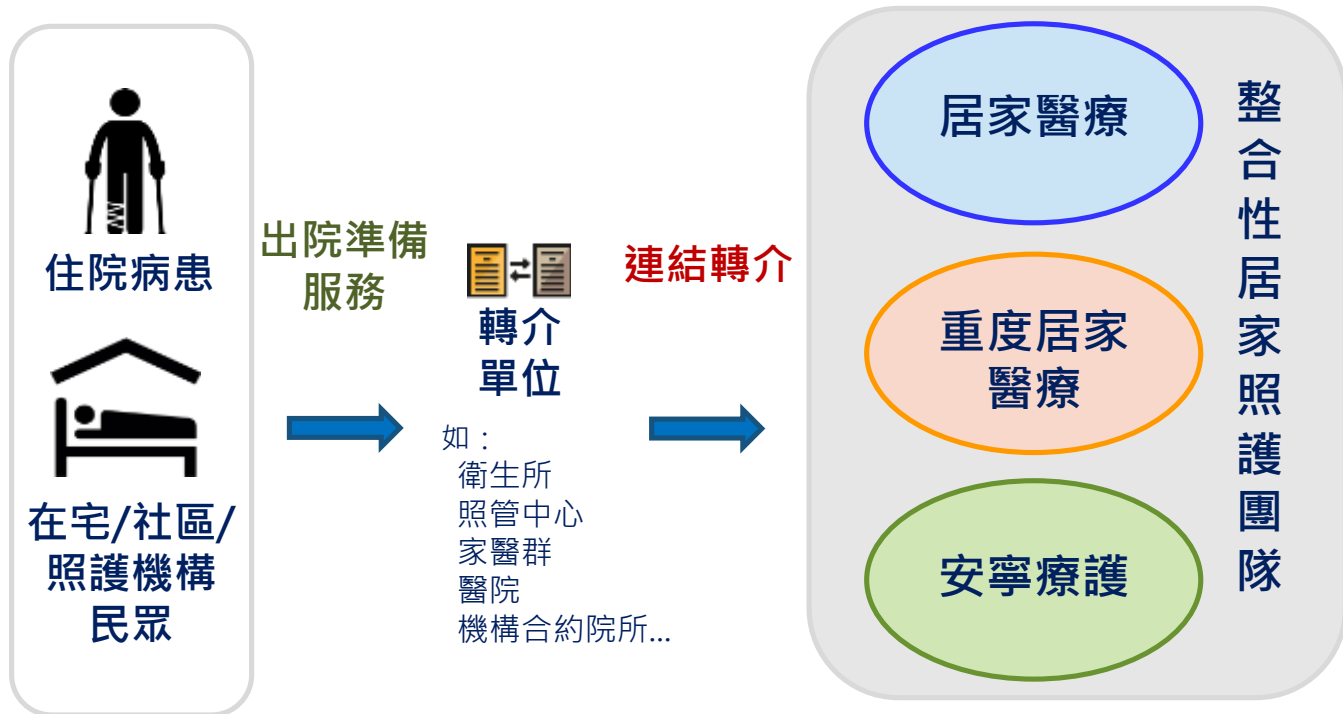 住院病患
在宅/社區/
照護機構
民眾
出院準備
服務
轉介
單位
如：
衛生所
照管中心
家醫群
醫院
機構合約院所...
連結轉介
居家醫療
重度居家
醫療
安寧療護
整合性居家照護團隊